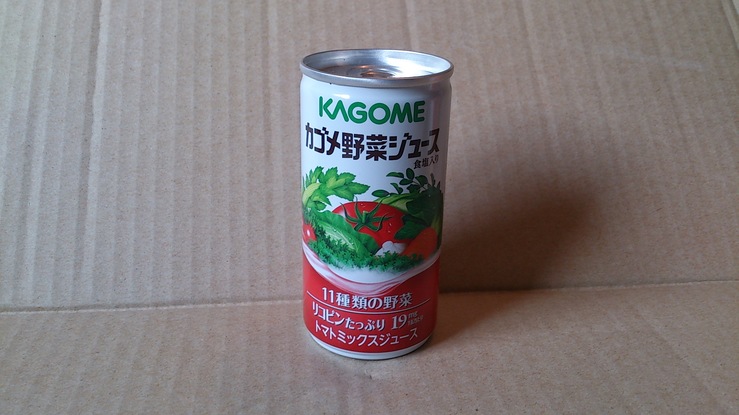 KAGOME
カゴメ野菜ジュース
食塩入り
11種類の野菜
リコピンたっぷり 19mg
トマトミックスジュース